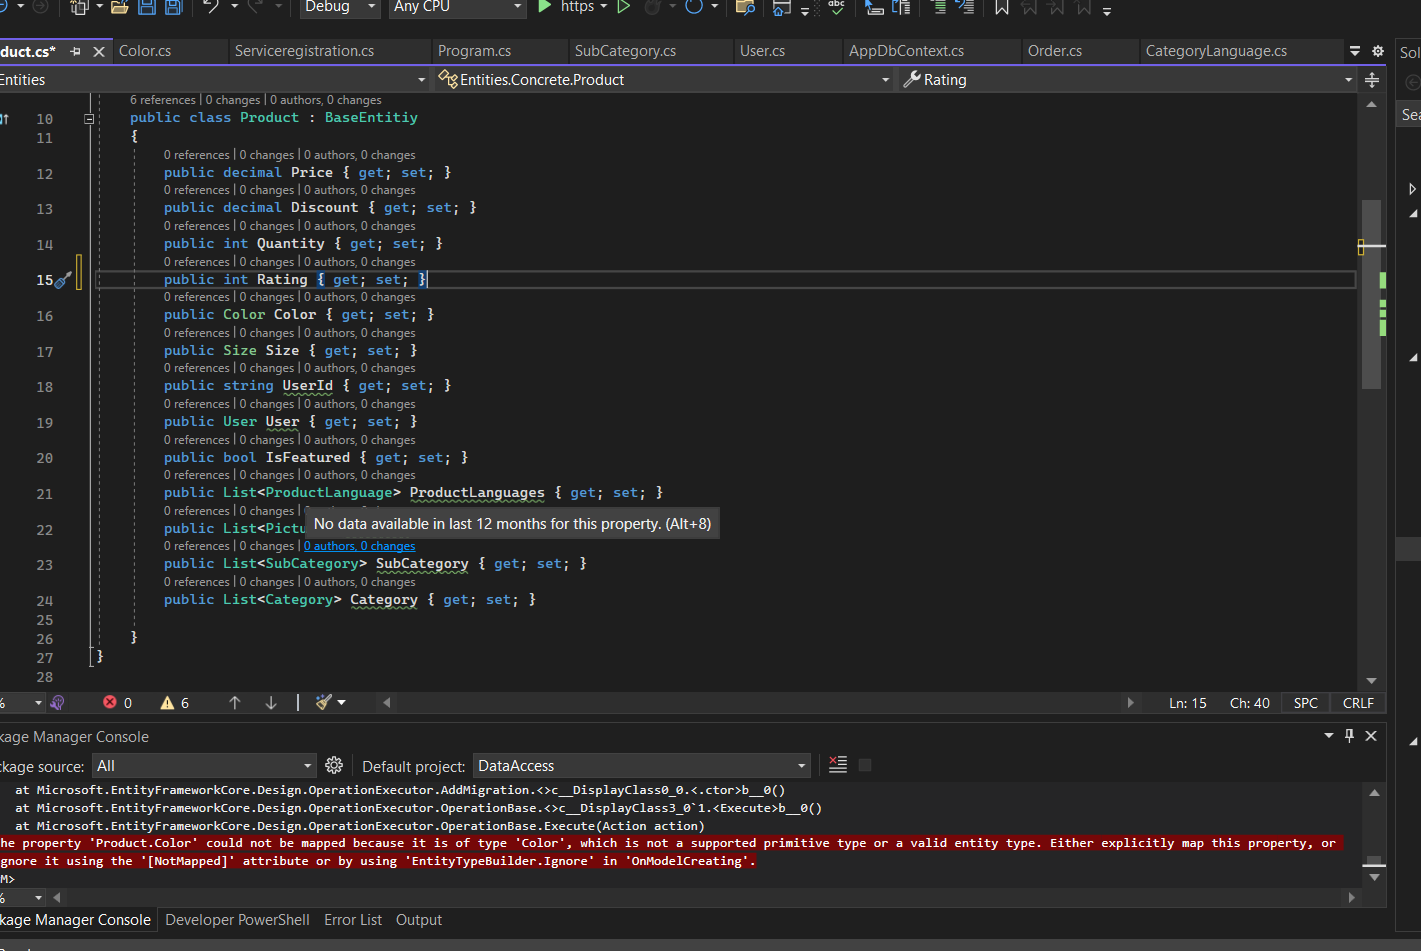 Debug Any CPU https
duct.cs* Color.cs Serviceregistration.cs Program.cs SubCategory.cs User.cs AppDbContext.cs Order.cs CategoryLanguage.cs Sol
Entities Entities.Concrete.Product Rating
6 references | 0 changes | 0 authors, 0 changes
10 public class Product : BaseEntitiy
11 {
0 references | 0 changes | 0 authors, 0 changes
12 public decimal Price { get; set; }
0 references | 0 changes | 0 authors, 0 changes
13 public decimal Discount { get; set; }
0 references | 0 changes | 0 authors, 0 changes
14 public int Quantity { get; set; }
0 references | 0 changes | 0 authors, 0 changes
15 public int Rating { get; set; }
0 references | 0 changes | 0 authors, 0 changes
16 public Color Color { get; set; }
0 references | 0 changes | 0 authors, 0 changes
17 public Size Size { get; set; }
0 references | 0 changes | 0 authors, 0 changes
18 public string UserId { get; set; }
0 references | 0 changes | 0 authors, 0 changes
19 public User User { get; set; }
0 references | 0 changes | 0 authors, 0 changes
20 public bool IsFeatured { get; set; }
0 references | 0 changes | 0 authors, 0 changes
21 public List<ProductLanguage> ProductLanguages { get; set; }
0 references | 0 changes |
22 public List<Pictu
No data available in last 12 months for this property. (Alt+8)
0 references | 0 changes | 0 authors, 0 changes
23 public List<SubCategory> SubCategory { get; set; }
0 references | 0 changes | 0 authors, 0 changes
24 public List<Category> Category { get; set; }
25
26 }
27 }
28
% 0 6 Ln: 15 Ch: 40 SPC CRLF
kage Manager Console
ckage source: All Default project: DataAccess
at Microsoft.EntityFrameworkCore.Design.OperationExecutor.AddMigration.<>c__DisplayClass0_0.<.ctor>b__0()
at Microsoft.EntityFrameworkCore.Design.OperationExecutor.OperationBase.<>c__DisplayClass3_0`1.<Execute>b__0()
at Microsoft.EntityFrameworkCore.Design.OperationExecutor.OperationBase.Execute(Action action)
he property 'Product.Color' could not be mapped because it is of type 'Color', which is not a supported primitive type or a valid entity type. Either explicitly map this property, or
gnore it using the '[NotMapped]' attribute or by using 'EntityTypeBuilder.Ignore' in 'OnModelCreating'.
M>
%
kage Manager Console Developer PowerShell Error List Output
Sea